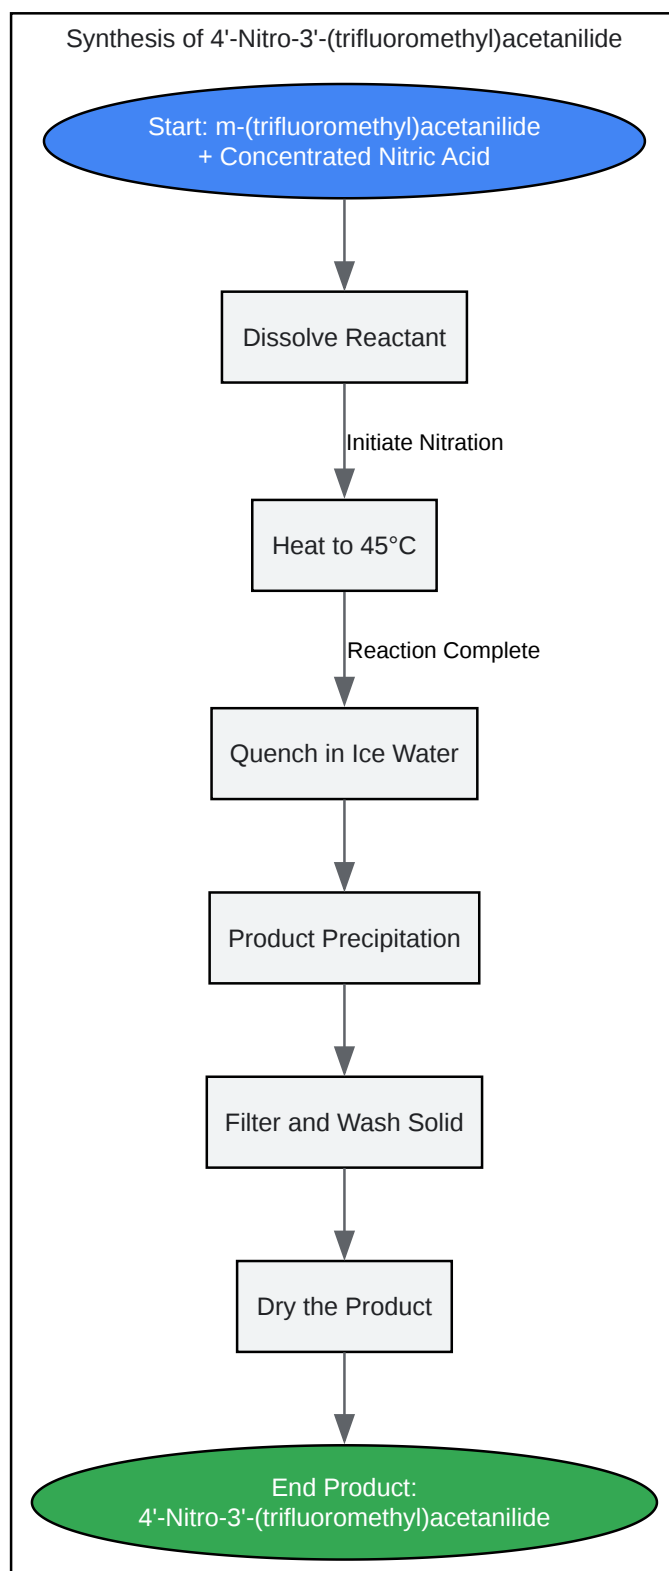 Synthesis of 4'-Nitro-3'-(trifluoromethyl)acetanilide
Start: m-(trifluoromethyl)acetanilide
+ Concentrated Nitric Acid
Dissolve Reactant
Initiate Nitration
Heat to 45°C
Reaction Complete
Quench in Ice Water
Product Precipitation
Filter and Wash Solid
Dry the Product
End Product:
4'-Nitro-3'-(trifluoromethyl)acetanilide